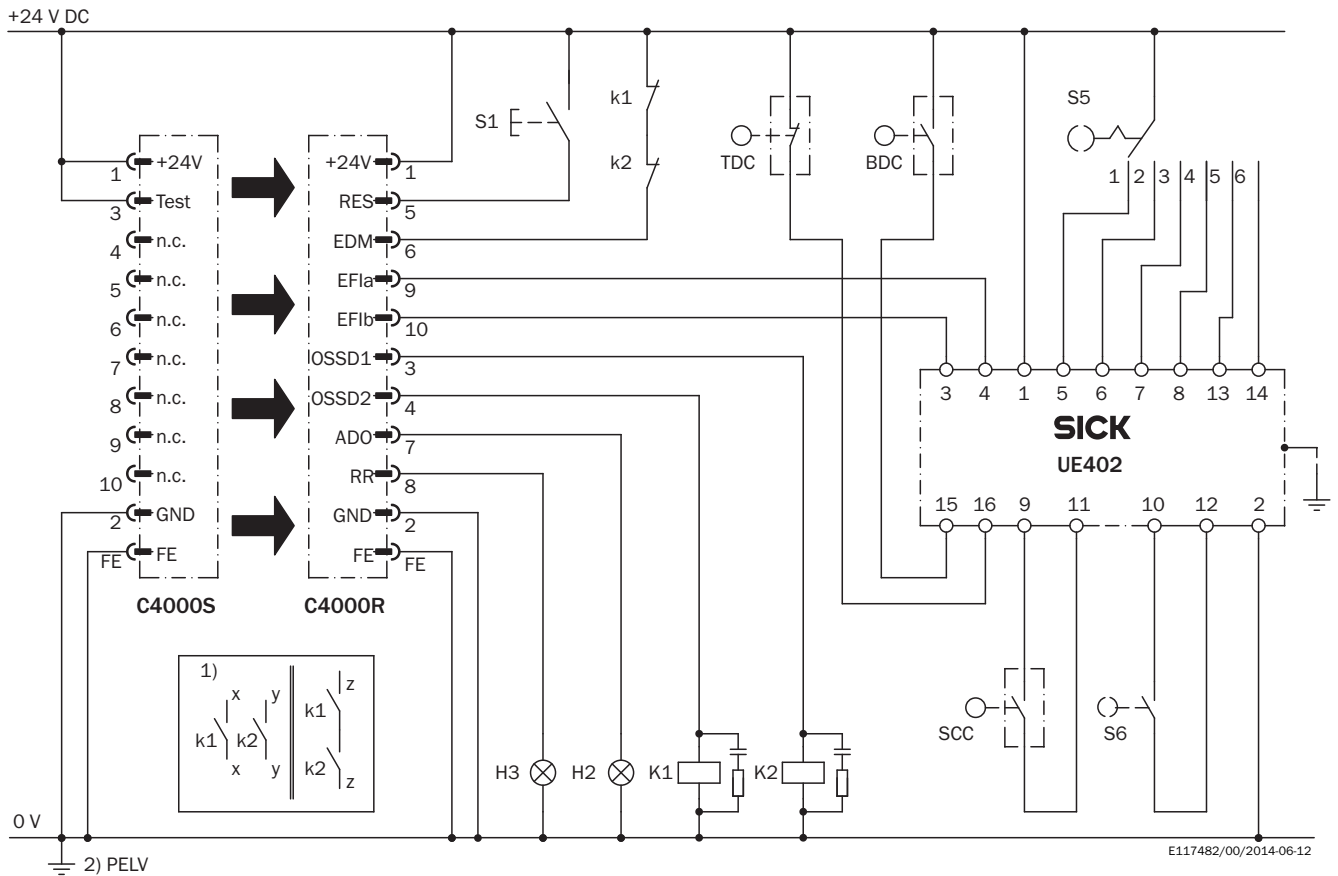 +24 V DC
S1
k1
k2
TDC
BDC
S5
1 2 3 4 5 6
1 +24V
3 Test
4 n.c.
5 n.c.
6 n.c.
7 n.c.
8 n.c.
9 n.c.
10 n.c.
2 GND
FE FE
C4000S
+24V 1
RES 5
EDM 6
EFIa 9
EFIb 10
OSSD1 3
OSSD2 4
ADO 7
RR 8
GND 2
FE FE
C4000R
3 4 1 5 6 7 8 13 14
SICK
UE402
15 16 9 11 10 12 2
SCC
S6
1)
x y z
k1 k2 k1
x y k2
z
H3 H2 K1 K2
0 V
2) PELV
E117482/00/2014-06-12